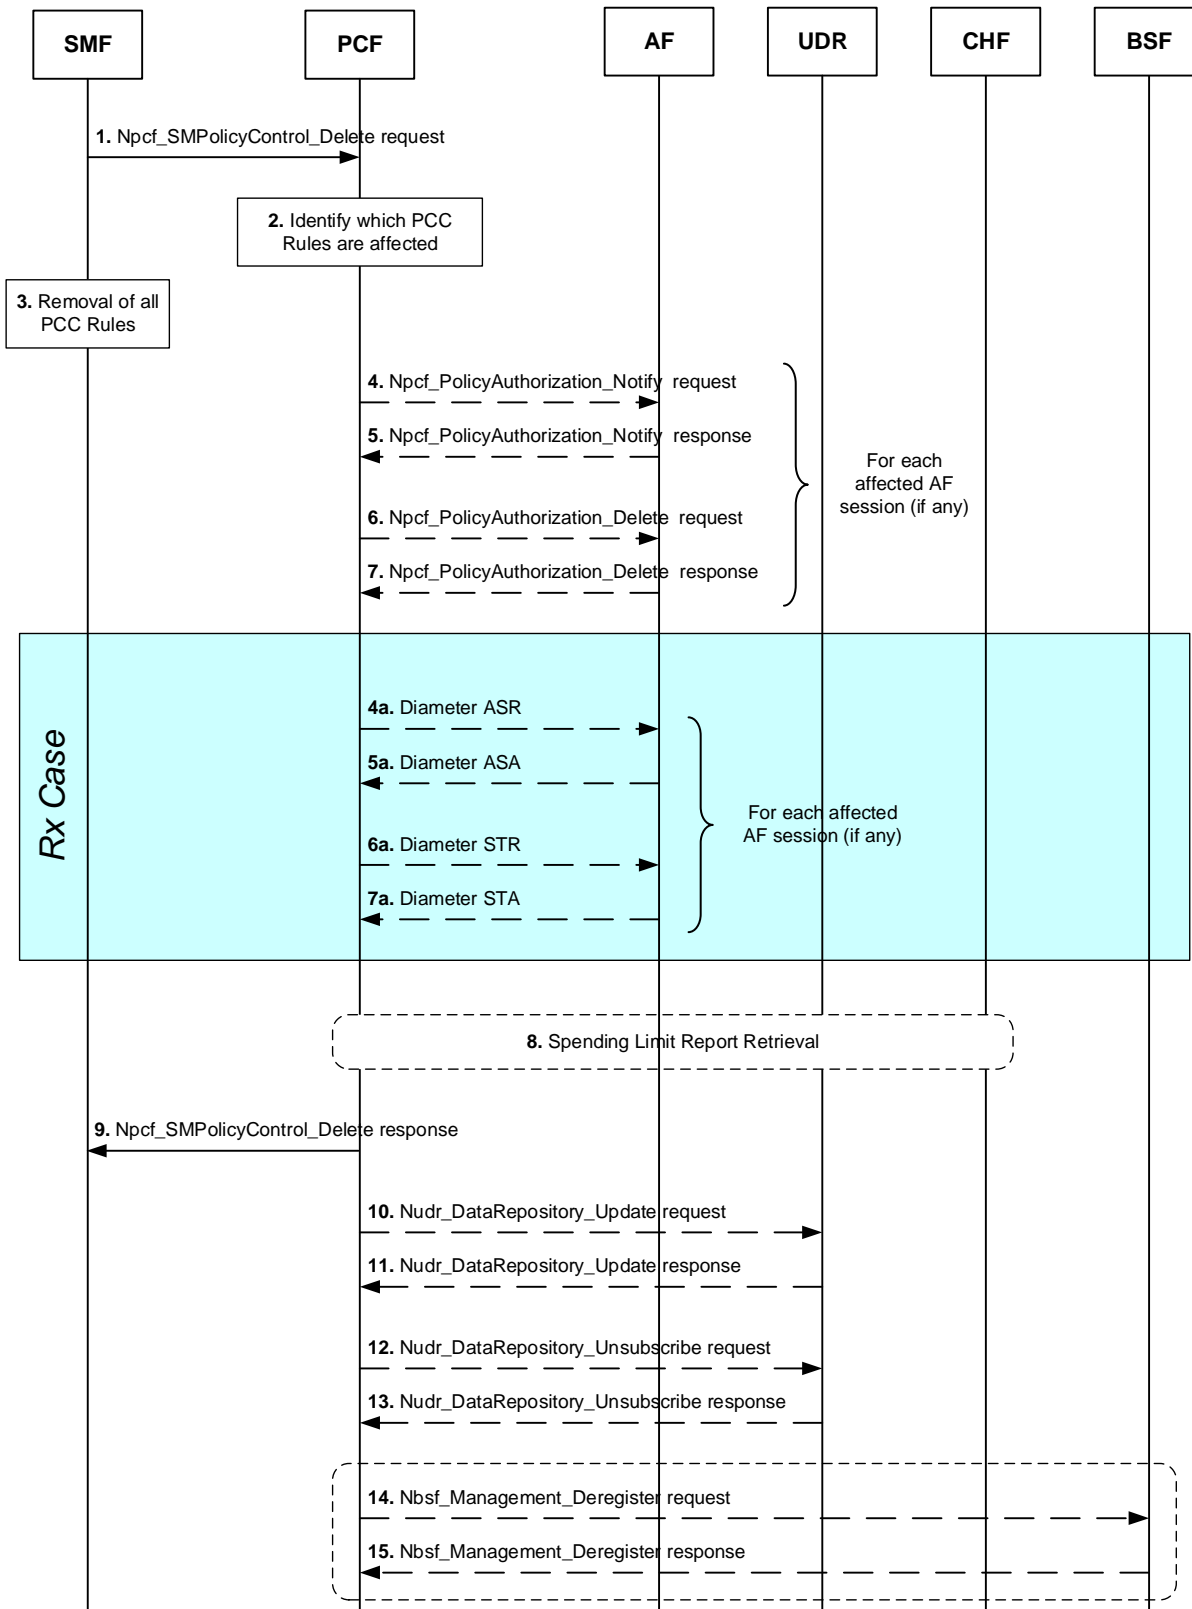 SMF
PCF
AF
UDR
CHF
BSF
1. Npcf_SMPolicyControl_Delete request
2. Identify which PCC
Rules are affected
3. Removal of all
PCC Rules
4. Npcf_PolicyAuthorization_Notify request
5. Npcf_PolicyAuthorization_Notify response
For each
affected AF
session (if any)
6. Npcf_PolicyAuthorization_Delete request
7. Npcf_PolicyAuthorization_Delete response
Rx Case
4a. Diameter ASR
5a. Diameter ASA
For each affected
AF session (if any)
6a. Diameter STR
7a. Diameter STA
8. Spending Limit Report Retrieval
9. Npcf_SMPolicyControl_Delete response
10. Nudr_DataRepository_Update request
11. Nudr_DataRepository_Update response
12. Nudr_DataRepository_Unsubscribe request
13. Nudr_DataRepository_Unsubscribe response
14. Nbsf_Management_Deregister request
15. Nbsf_Management_Deregister response